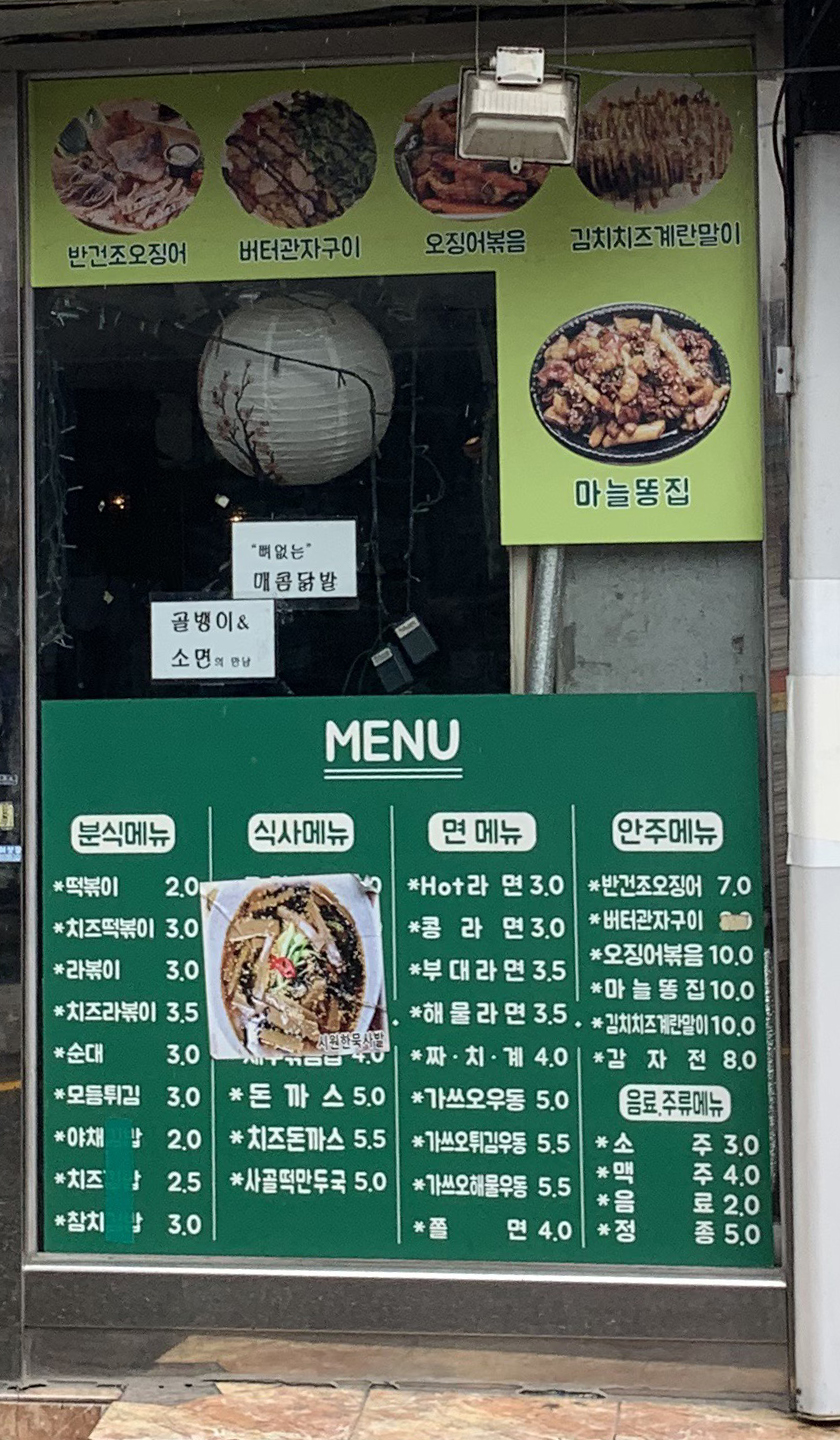 반건조오징어
버터관자구이
오징어볶음
김치치즈계란말이
마늘똥집
"뼈없는"
매콤닭발
골뱅이&
소면의 만남
MENU
분식메뉴
*떡볶이 2.0
*치즈떡볶이 3.0
*라볶이 3.0
*치즈라볶이 3.5
*순대 3.0
*모듬튀김 3.0
*야채 밥 2.0
*치즈 밥 2.5
*참치 밥 3.0
식사메뉴
시원한묵사발
4.0
*돈 까 스 5.0
*치즈돈까스 5.5
*사골떡만두국 5.0
면 메뉴
*Hot라 면 3.0
*콩 라 면 3.0
*부대라면 3.5
*해물라면 3.5
*짜·치·계 4.0
*가쓰오우동 5.0
*가쓰오튀김우동 5.5
*가쓰오해물우동 5.5
*쫄 면 4.0
안주메뉴
*반건조오징어 7.0
*버터관자구이
*오징어볶음 10.0
*마늘똥집 10.0
*김치치즈계란말이 10.0
*감 자 전 8.0
음료,주류메뉴
*소 주 3.0
*맥 주 4.0
*음 료 2.0
*정 종 5.0